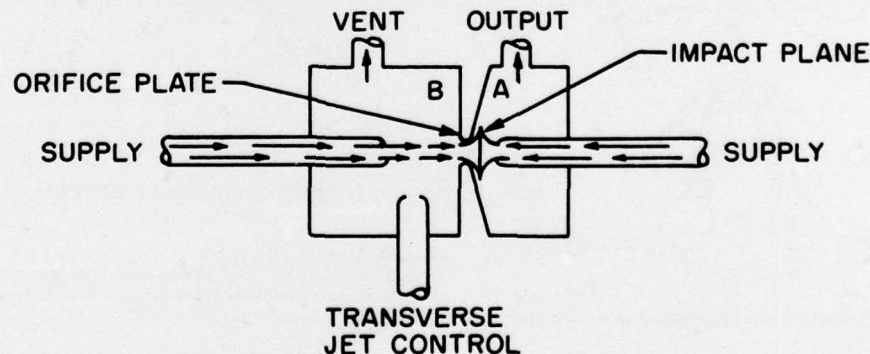 VENT
OUTPUT
IMPACT PLANE
ORIFICE PLATE
B
A
SUPPLY
SUPPLY
TRANSVERSE
JET CONTROL